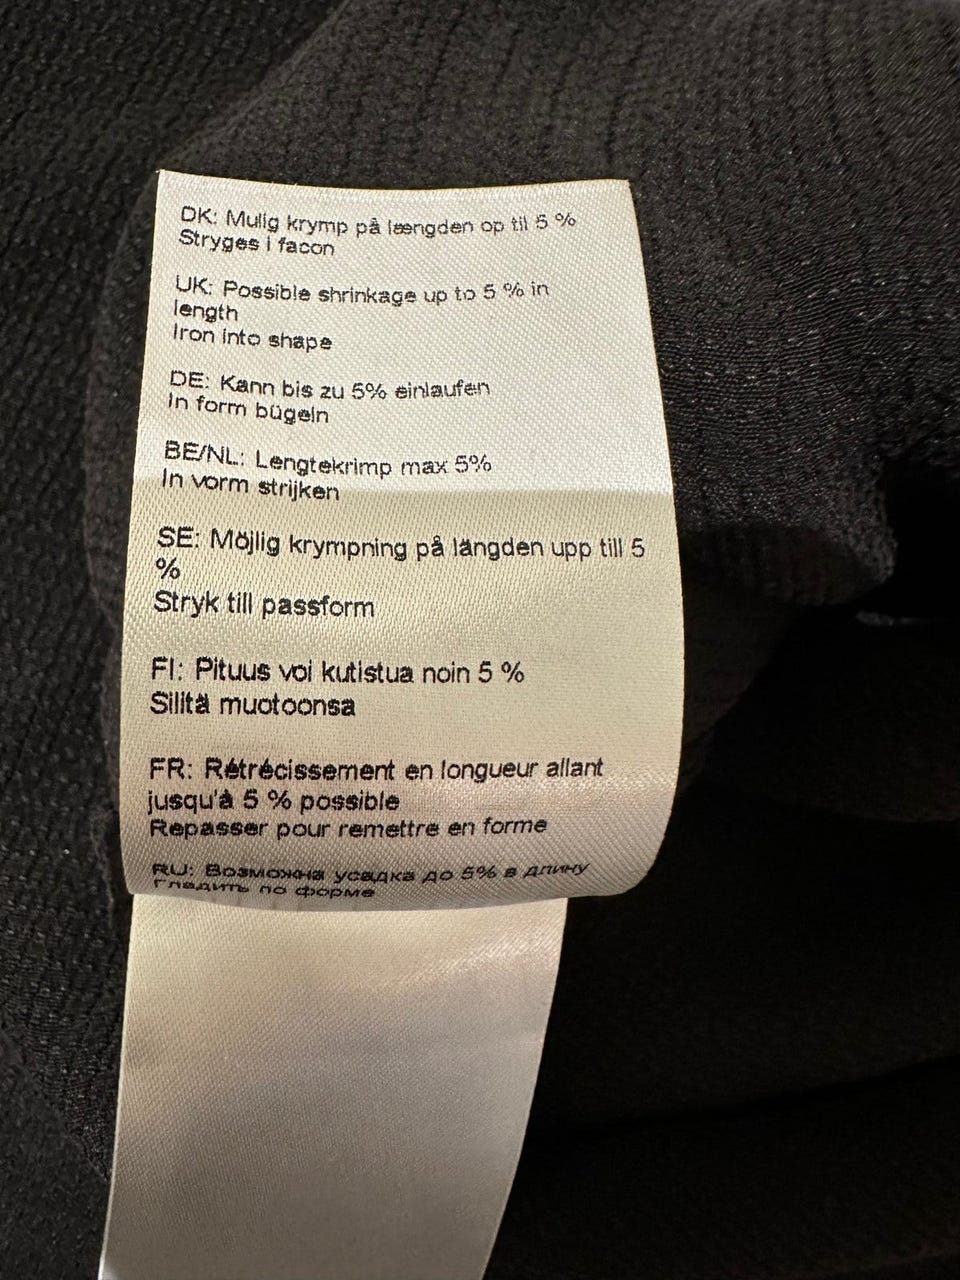 DK: Mulig krymp på længden op til 5 %
Stryges i facon
UK: Possible shrinkage up to 5 % in
length
Iron into shape
DE: Kann bis zu 5% einlaufen
In form bügeln
BE/NL: Lengtekrimp max 5%
In vorm strijken
SE: Möjlig krympning på längden upp till 5
%
Stryk till passform
FI: Pituus voi kutistua noin 5 %
Silitä muotoonsa
FR: Rétrécissement en longueur allant
jusqu'à 5 % possible
Repasser pour remettre en forme
RU: Возможна усадка до 5% в длину
Гладить по форме